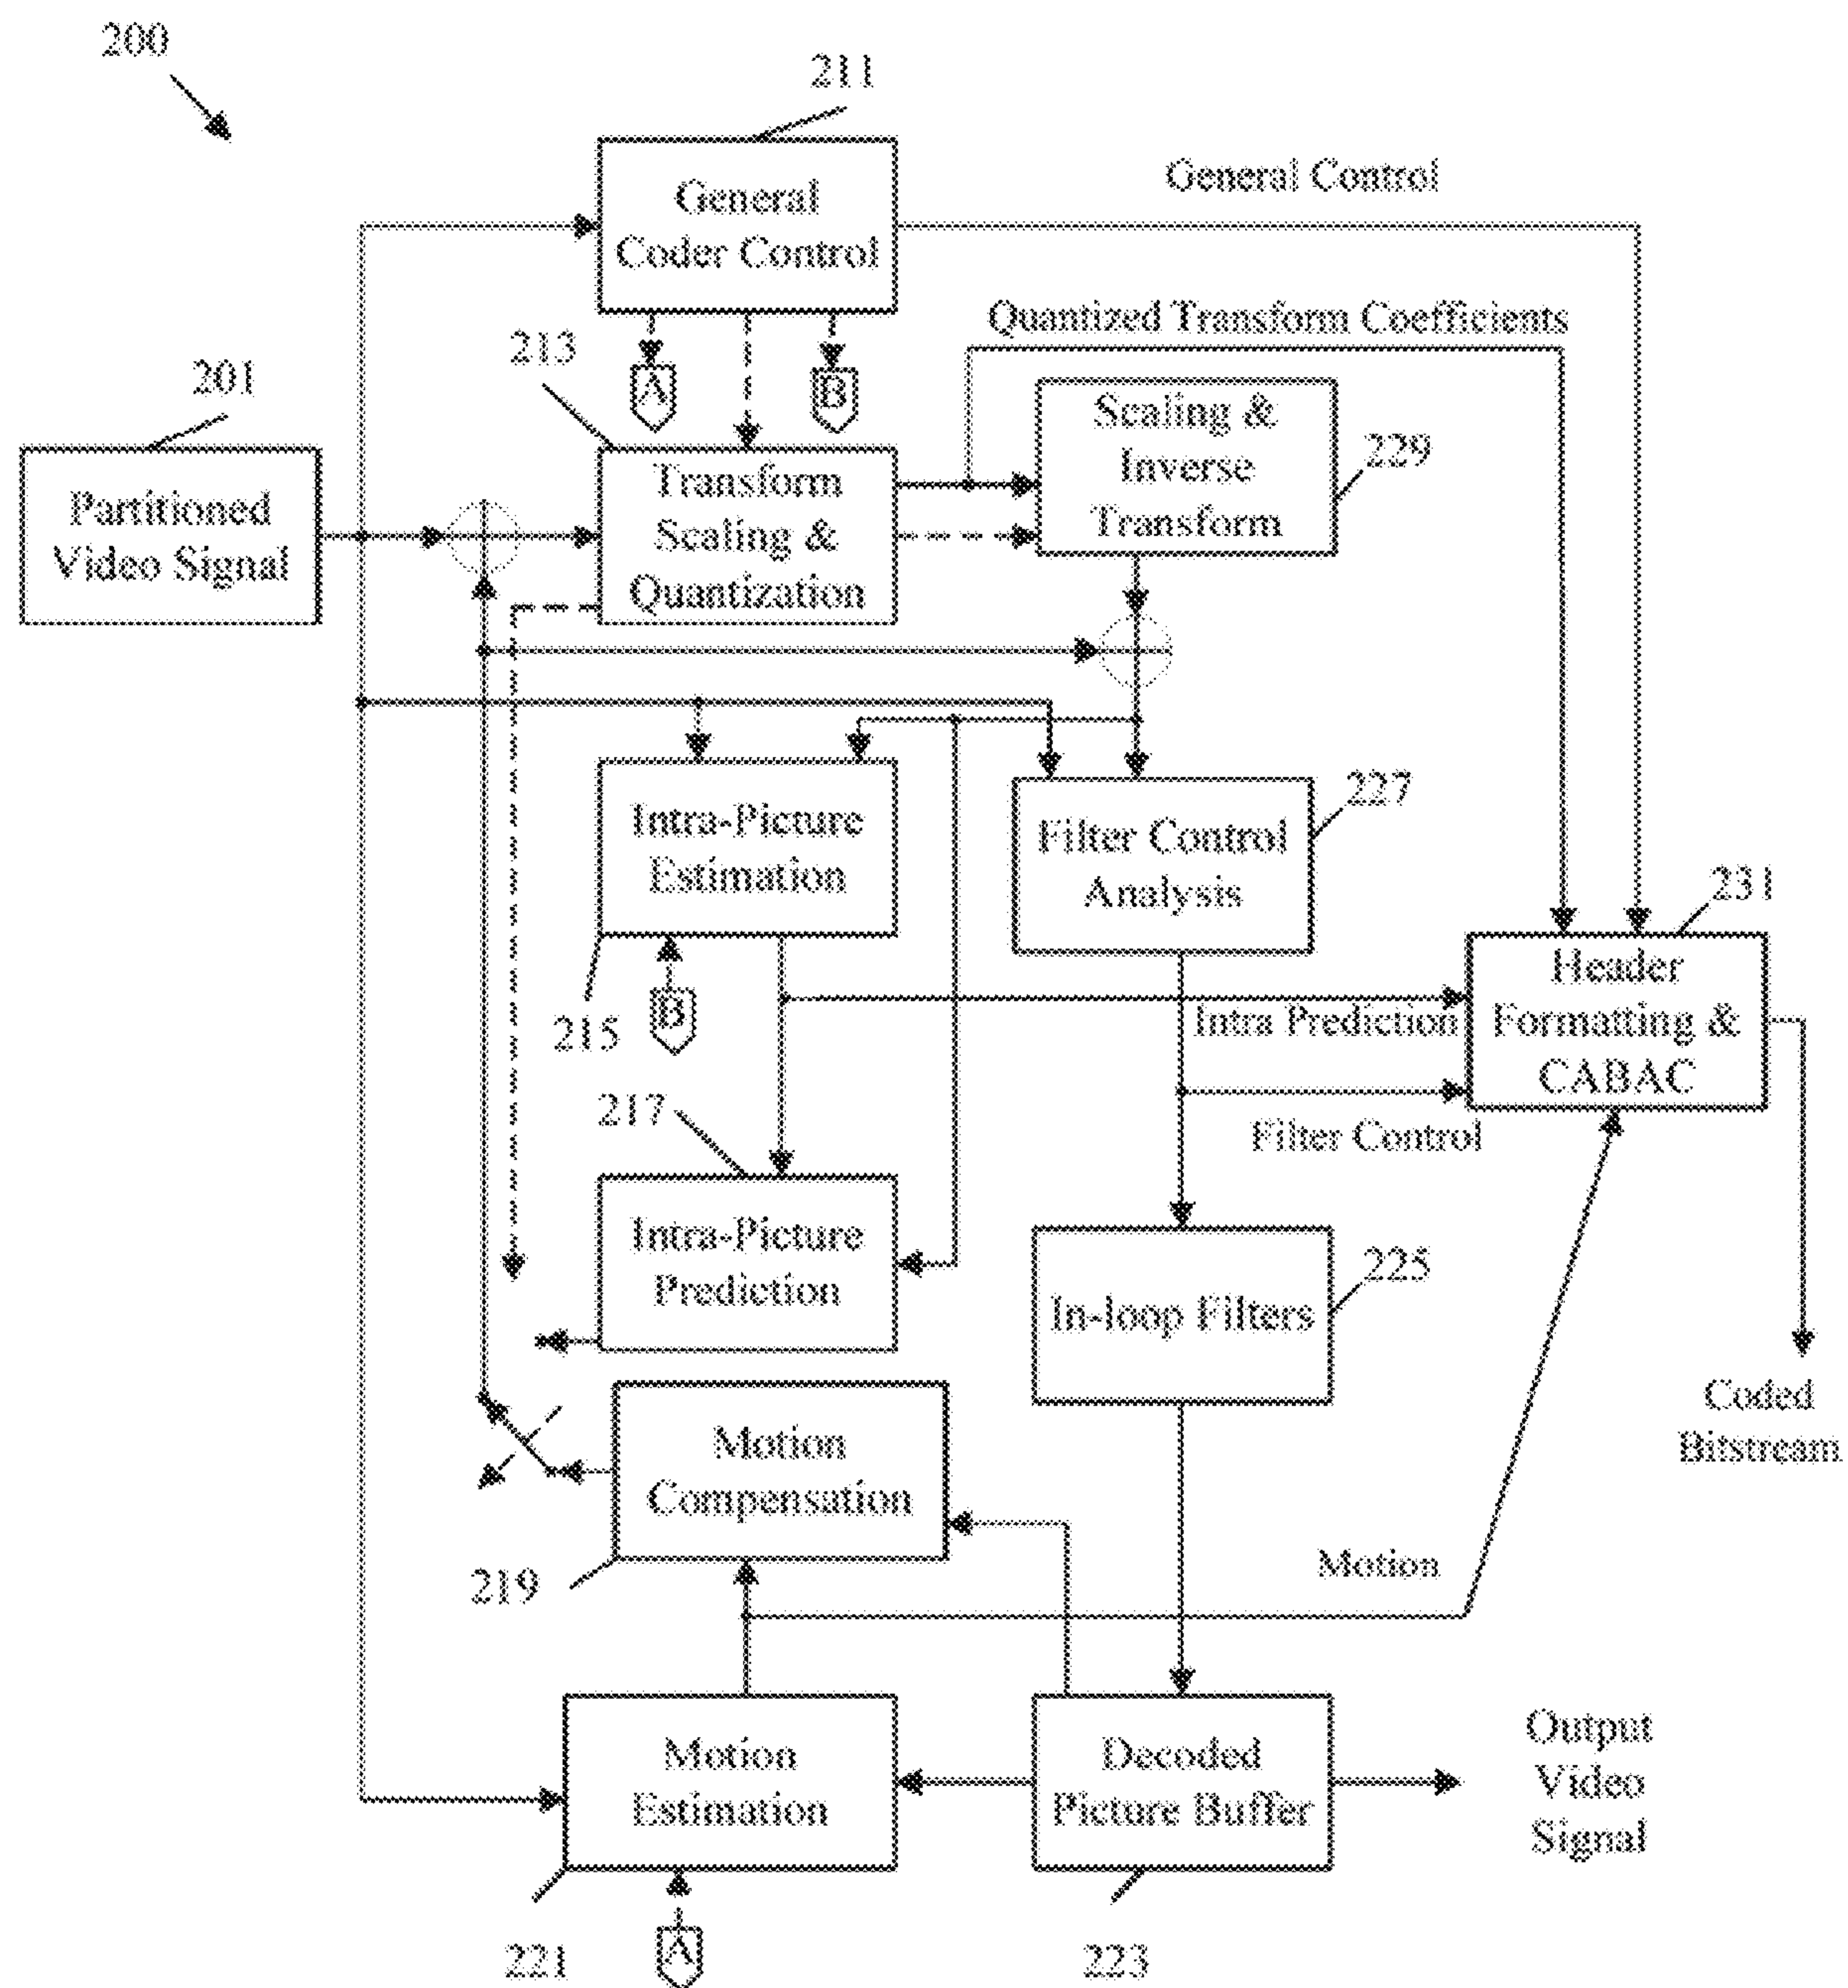 200
211
General
Coder Control
General Control
Quantized Transform Coefficients
213
A
B
201
Partitioned
Video Signal
Transform
Scaling &
Quantization
Scaling &
Inverse
Transform
229
Intra-Picture
Estimation
215
B
227
Filter Control
Analysis
231
Header
Formatting &
CABAC
Intra Prediction
Filter Control
217
Intra-Picture
Prediction
225
In-loop Filters
Coded
Bitstream
Motion
Compensation
219
Motion
Motion
Estimation
221
A
Decoded
Picture Buffer
223
Output
Video
Signal